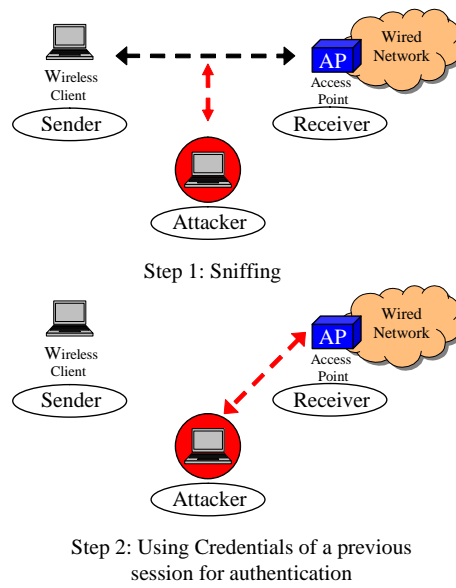 Wired
Network
AP
Wireless
Client
Access
Point
Sender
Receiver
Attacker
Step 1: Sniffing
Wired
Network
AP
Wireless
Client
Access
Point
Sender
Receiver
Attacker
Step 2: Using Credentials of a previous
session for authentication